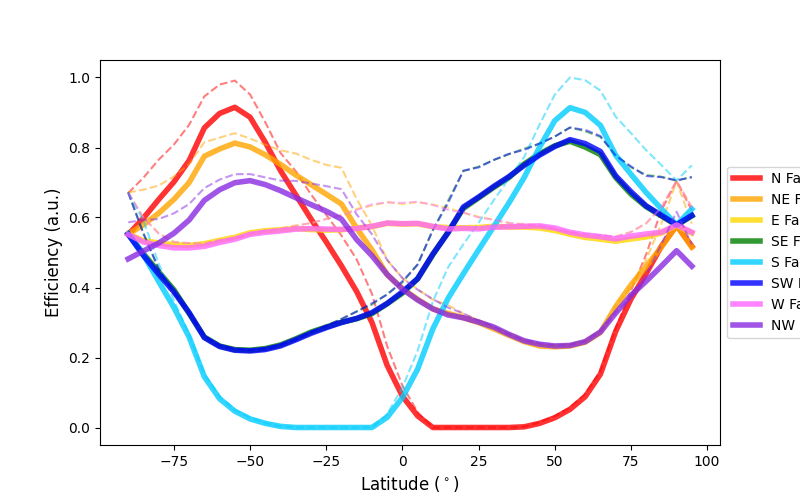 1.0
0.8
0.6
0.4
0.2
0.0
Efficiency (a.u.)
−75
−50
−25
0
25
50
75
100
Latitude (°)
N Fa
NE F
E Fa
SE F
S Fa
SW
W Fa
NW